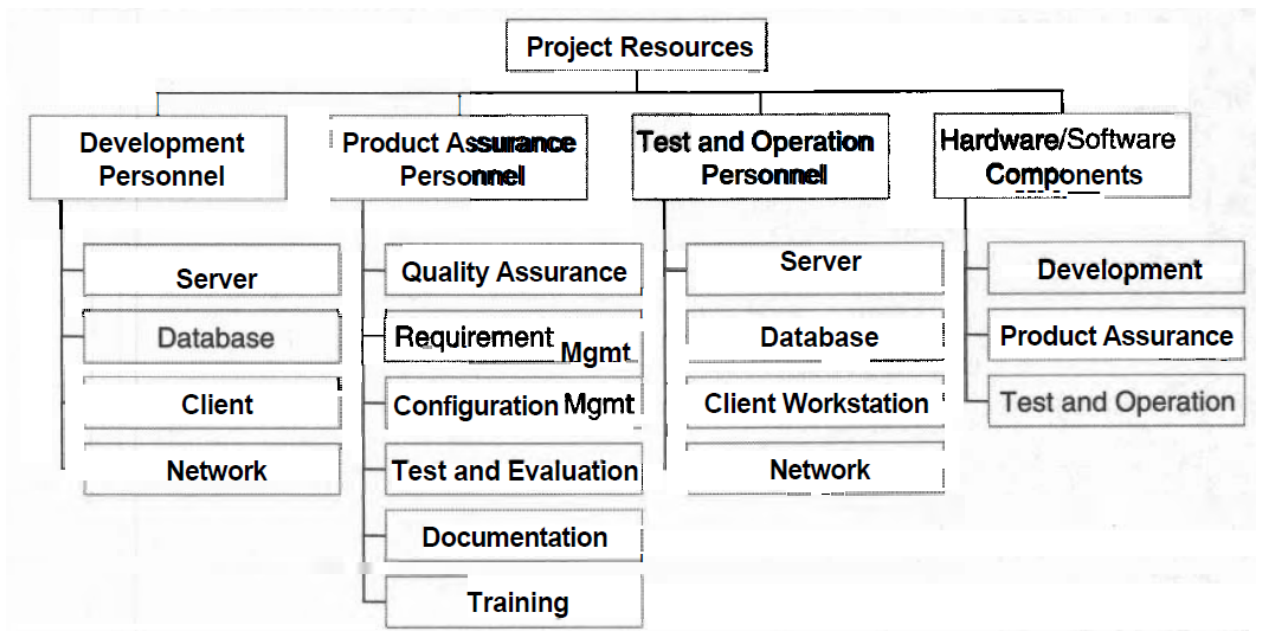 Project Resources
Development
Personnel
Product Assurance
Personnel
Test and Operation
Personnel
Hardware/Software
Components
Server
Database
Client
Network
Quality Assurance
Requirement Mgmt
Configuration Mgmt
Test and Evaluation
Documentation
Training
Server
Database
Client Workstation
Network
Development
Product Assurance
Test and Operation